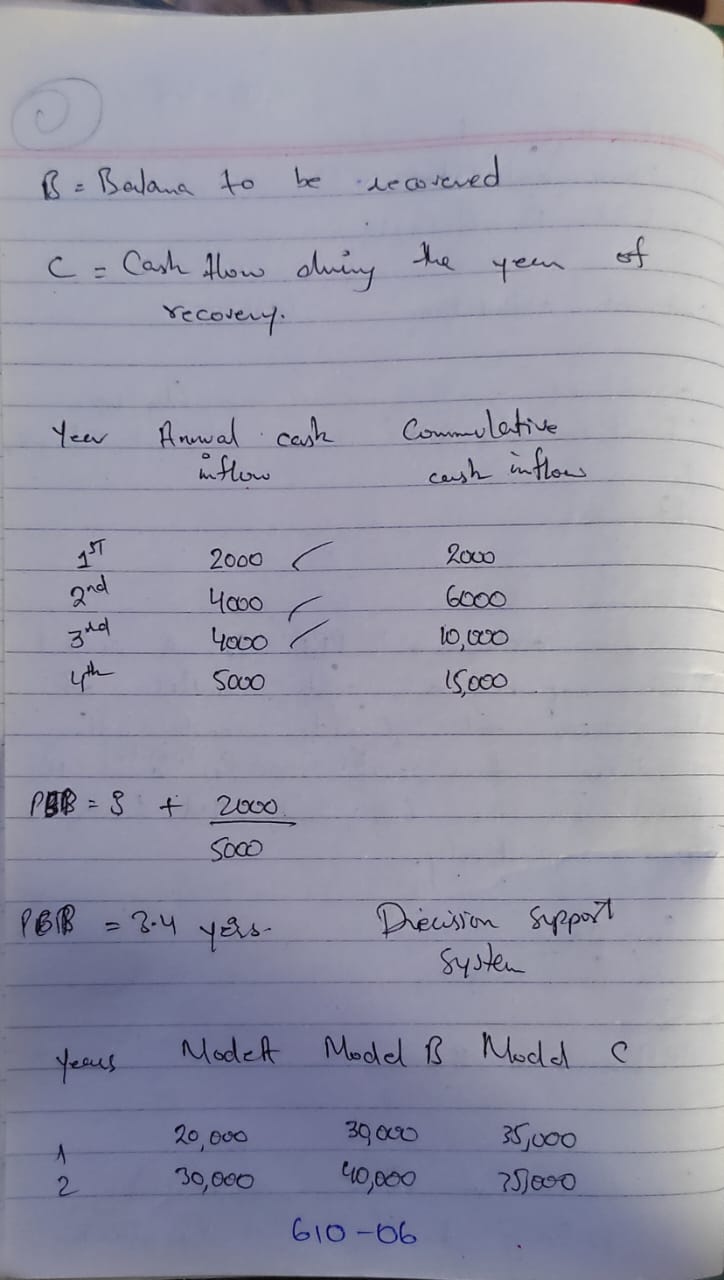 B = Balana to be recovered
C = Cash flow during the year of
recovery.
Year Annual cash Commulative
inflow cash inflow
1ST 2000 2000
2nd 4000 6000
3rd 4000 10,000
4th 5000 15,000
PBB = 3 + 2000
5000
PBB = 3.4 yrs. Diecision Support
System
Years Model A Model B Model C
1 20,000 30,000 35,000
2 30,000 40,000 35,000
610-06